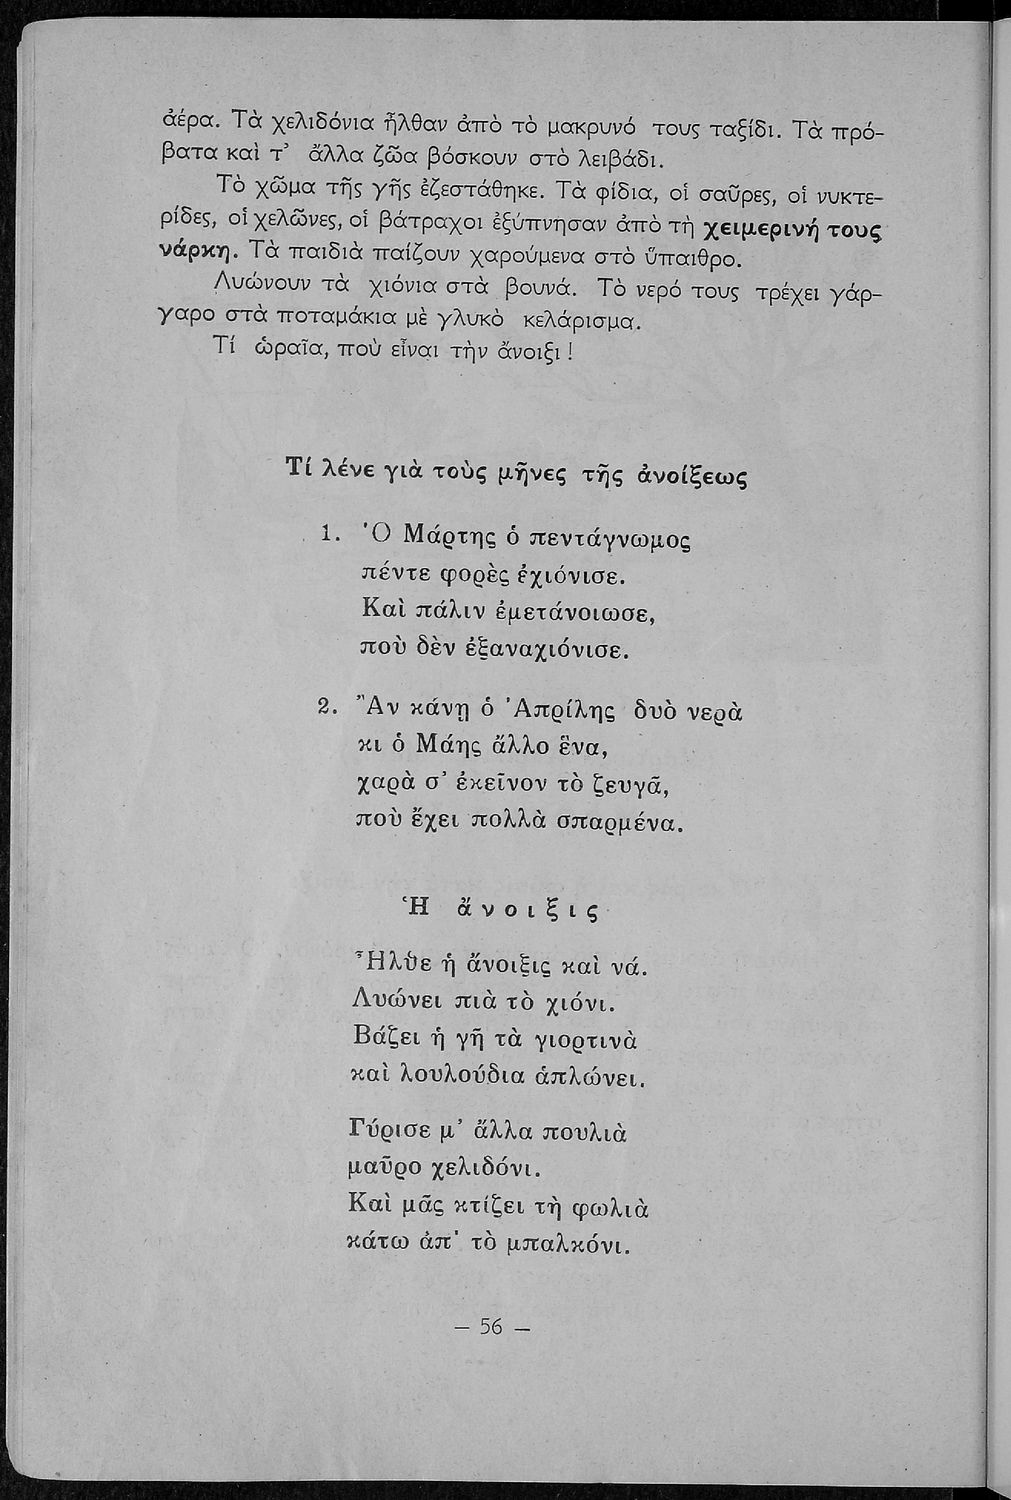 ἀέρα. Τὰ χελιδόνια ἦλθαν ἀπὸ τὸ μακρυνό τους ταξίδι. Τὰ πρό-
βατα καὶ τ’ ἄλλα ζῶα βόσκουν στὸ λειβάδι.
Τὸ χῶμα τῆς γῆς ἐζεστάθηκε. Τὰ φίδια, οἱ σαῦρες, οἱ νυκτε-
ρίδες, οἱ χελῶνες, οἱ βάτραχοι ἐξύπνησαν ἀπὸ τὴ χειμερινή τους
νάρκη. Τὰ παιδιὰ παίζουν χαρούμενα στὸ ὕπαιθρο.
Λυώνουν τὰ χιόνια στὰ βουνά. Τὸ νερό τους τρέχει γάρ-
γαρο στὰ ποταμάκια μὲ γλυκὸ κελάρισμα.
Τί ὡραῖα, ποὺ εἶναι τὴν ἄνοιξι !
Τί λένε γιὰ τοὺς μῆνες τῆς ἀνοίξεως
1. Ὁ Μάρτης ὁ πεντάγνωμος
πέντε φορὲς ἐχιόνισε.
Καὶ πάλιν ἐμετάνοιωσε,
ποὺ δὲν ἐξαναχιόνισε.
2. Ἂν κάνῃ ὁ Ἀπρίλης δυὸ νερὰ
κι ὁ Μάης ἄλλο ἕνα,
χαρὰ σ’ ἐκεῖνον τὸ ζευγᾶ,
ποὺ ἔχει πολλὰ σπαρμένα.
Ἡ ἄνοιξις
Ἦλθε ἡ ἄνοιξις καὶ νά.
Λυώνει πιὰ τὸ χιόνι.
Βάζει ἡ γῆ τὰ γιορτινὰ
καὶ λουλούδια ἁπλώνει.
Γύρισε μ’ ἄλλα πουλιὰ
μαῦρο χελιδόνι.
Καὶ μᾶς κτίζει τὴ φωλιὰ
κάτω ἀπ’ τὸ μπαλκόνι.
— 56 —